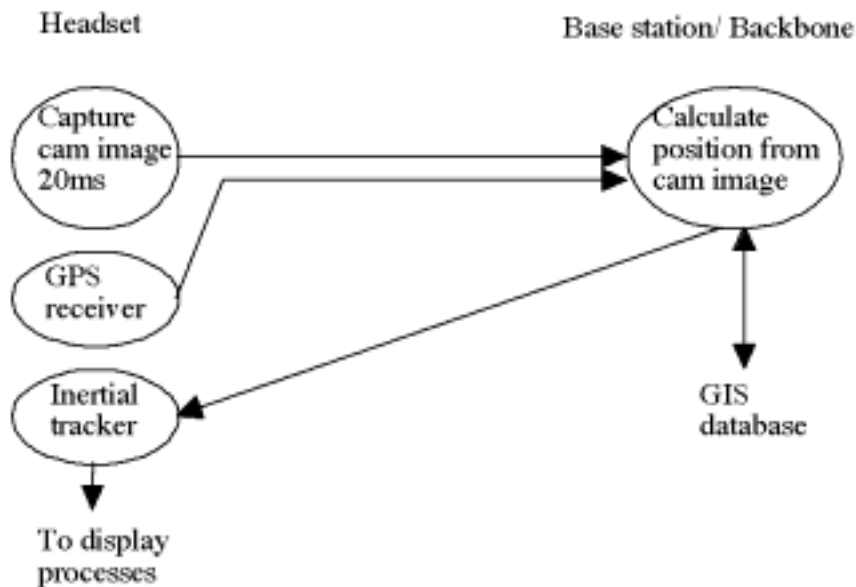 Headset
Base station/ Backbone
Capture
cam image
20ms
Calculate
position from
cam image
GPS
receiver
Inertial
tracker
GIS
database
To display
processes